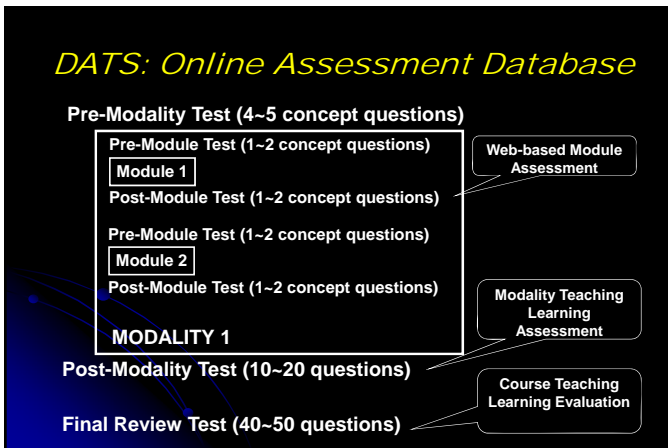 DATS: Online Assessment Database
Pre-Modality Test (4~5 concept questions)
Pre-Module Test (1~2 concept questions)
Module 1
Post-Module Test (1~2 concept questions)
Web-based Module
Assessment
Pre-Module Test (1~2 concept questions)
Module 2
Post-Module Test (1~2 concept questions)
MODALITY 1
Modality Teaching
Learning
Assessment
Post-Modality Test (10~20 questions)
Course Teaching
Learning Evaluation
Final Review Test (40~50 questions)